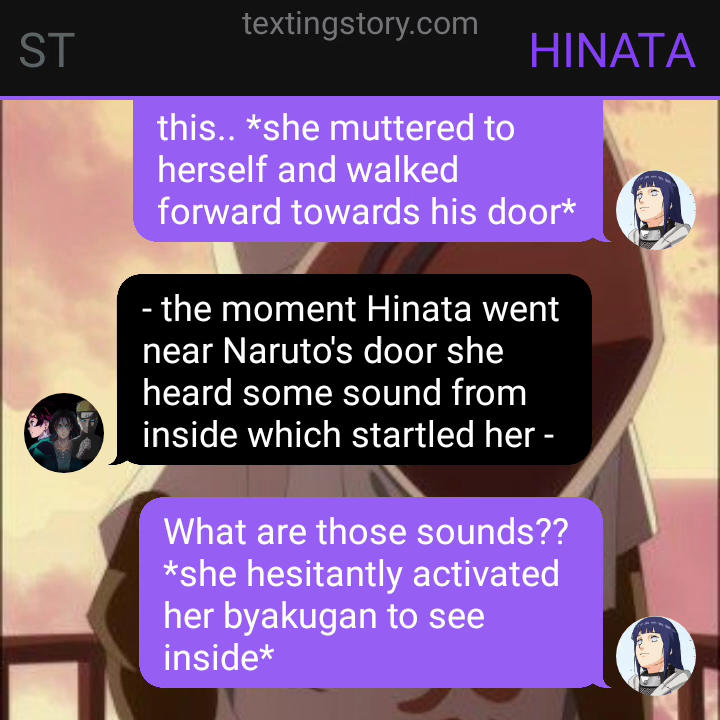 textingstory.com
ST
HINATA
this.. *she muttered to
herself and walked
forward towards his door*
- the moment Hinata went
near Naruto's door she
heard some sound from
inside which startled her -
What are those sounds??
*she hesitantly activated
her byakugan to see
inside*